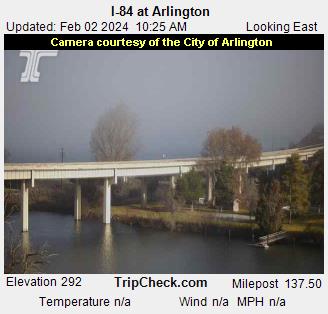 I-84 at Arlington
Updated: Feb 02 2024 10:25 AM Looking East
Camera courtesy of the City of Arlington
Elevation 292 TripCheck.com Milepost 137.50
Temperature n/a Wind n/a MPH n/a